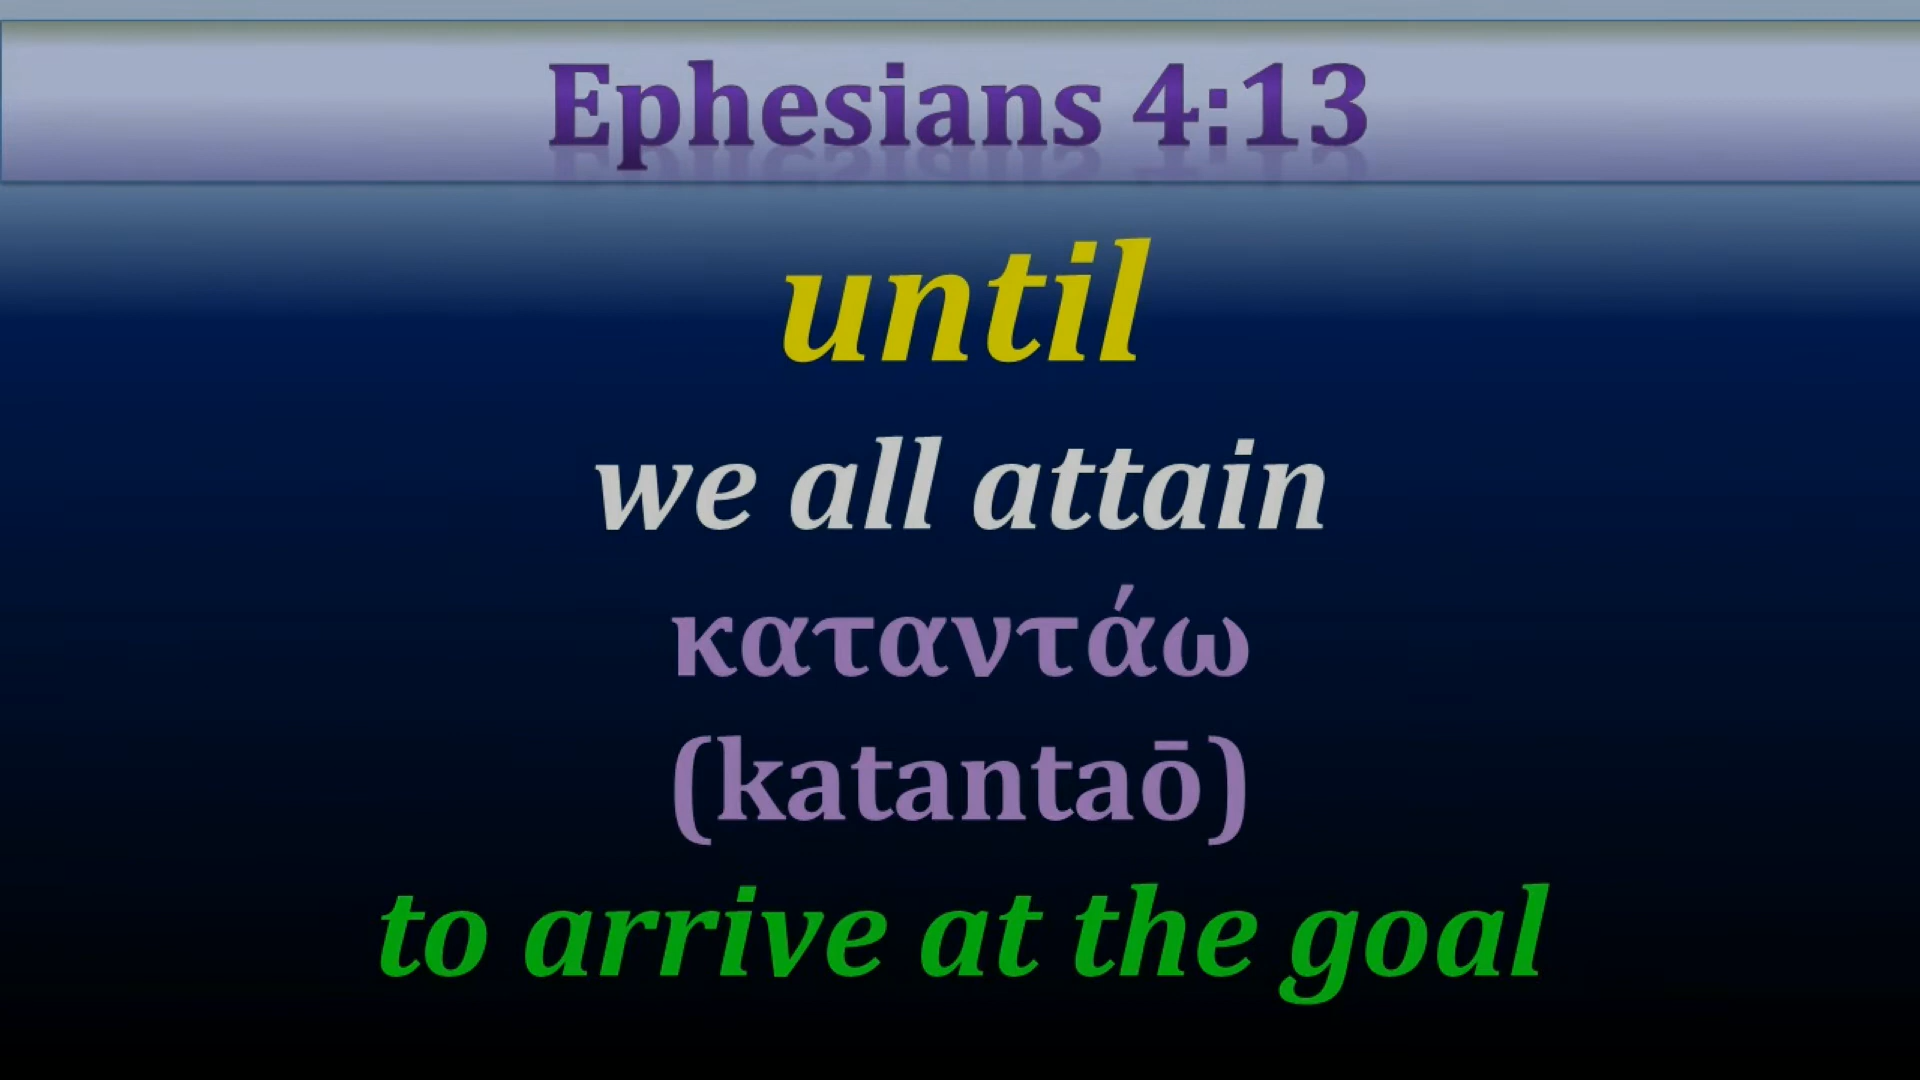 Ephesians 4:13
until
we all attain
καταντάω
(katantaō)
to arrive at the goal